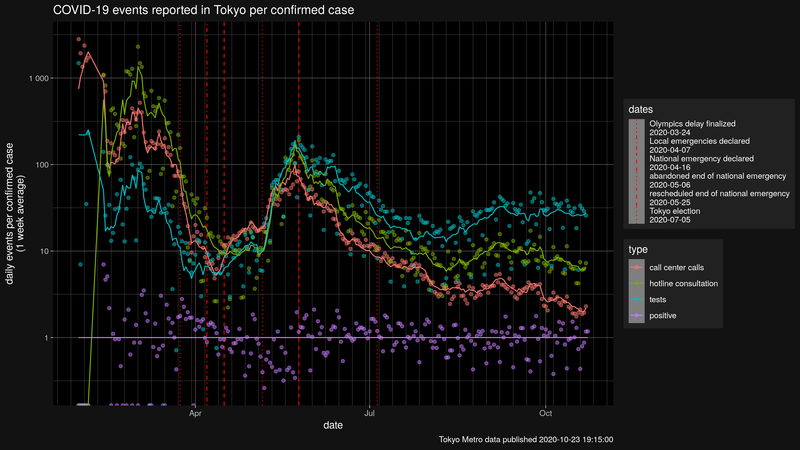 COVID-19 events reported in Tokyo per confirmed case
daily events per confirmed case
(1 week average)
1 000
100
10
1
Apr
Jul
Oct
date
dates
Olympics delay finalized
2020-03-24
Local emergencies declared
2020-04-07
National emergency declared
2020-04-16
abandoned end of national emergency
2020-05-06
rescheduled end of national emergency
2020-05-25
Tokyo election
2020-07-05
type
call center calls
hotline consultation
tests
positive
Tokyo Metro data published 2020-10-23 19:15:00